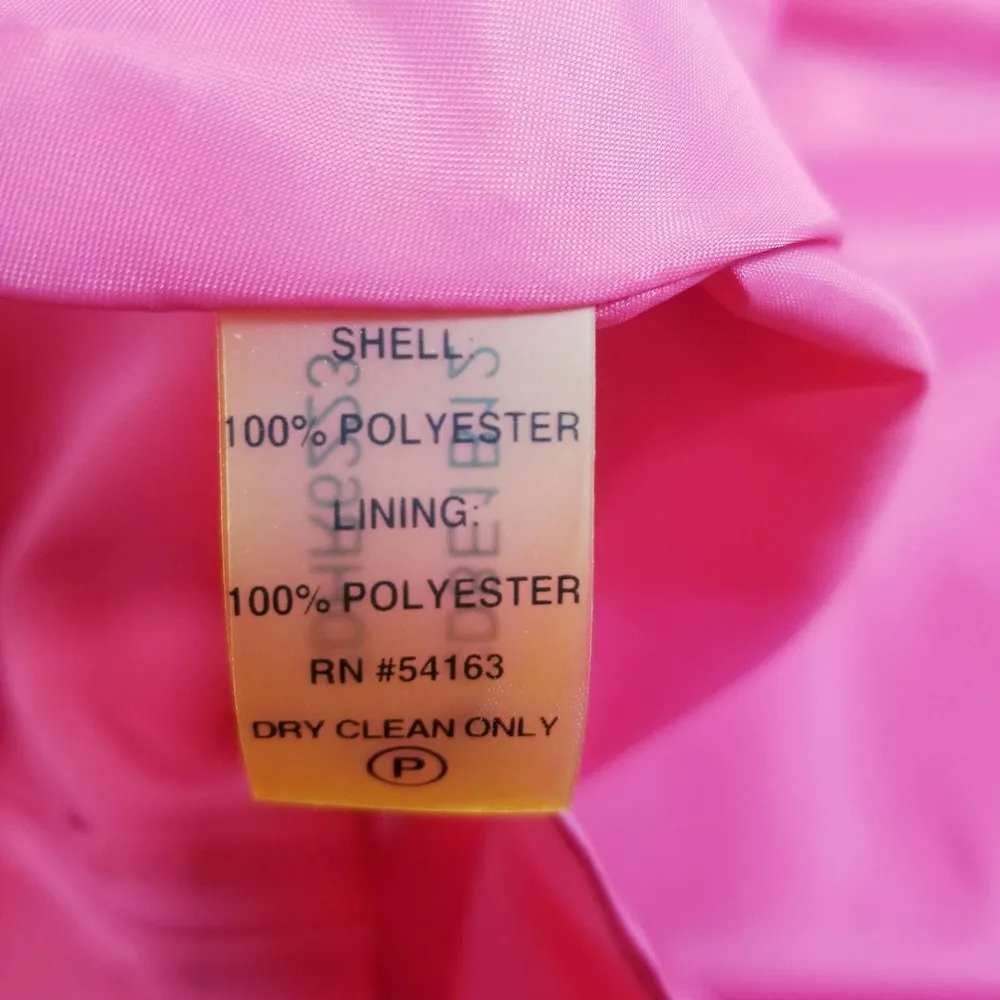 SHELL:
100% POLYESTER
LINING:
100% POLYESTER
RN #54163
DRY CLEAN ONLY
P